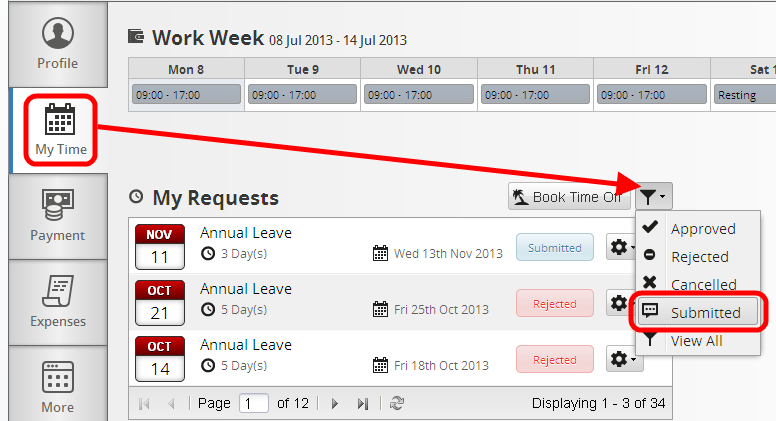 Profile
My Time
Payment
Expenses
More
Work Week 08 Jul 2013 - 14 Jul 2013
Mon 8 Tue 9 Wed 10 Thu 11 Fri 12 Sat 1
09:00 - 17:00 09:00 - 17:00 09:00 - 17:00 09:00 - 17:00 09:00 - 17:00 Resting
My Requests Book Time Off
NOV Annual Leave
11 3 Day(s) Wed 13th Nov 2013 Submitted
OCT Annual Leave
21 5 Day(s) Fri 25th Oct 2013 Rejected
OCT Annual Leave
14 5 Day(s) Fri 18th Oct 2013 Rejected
Page 1 of 12 Displaying 1 - 3 of 34
Approved
Rejected
Cancelled
Submitted
View All